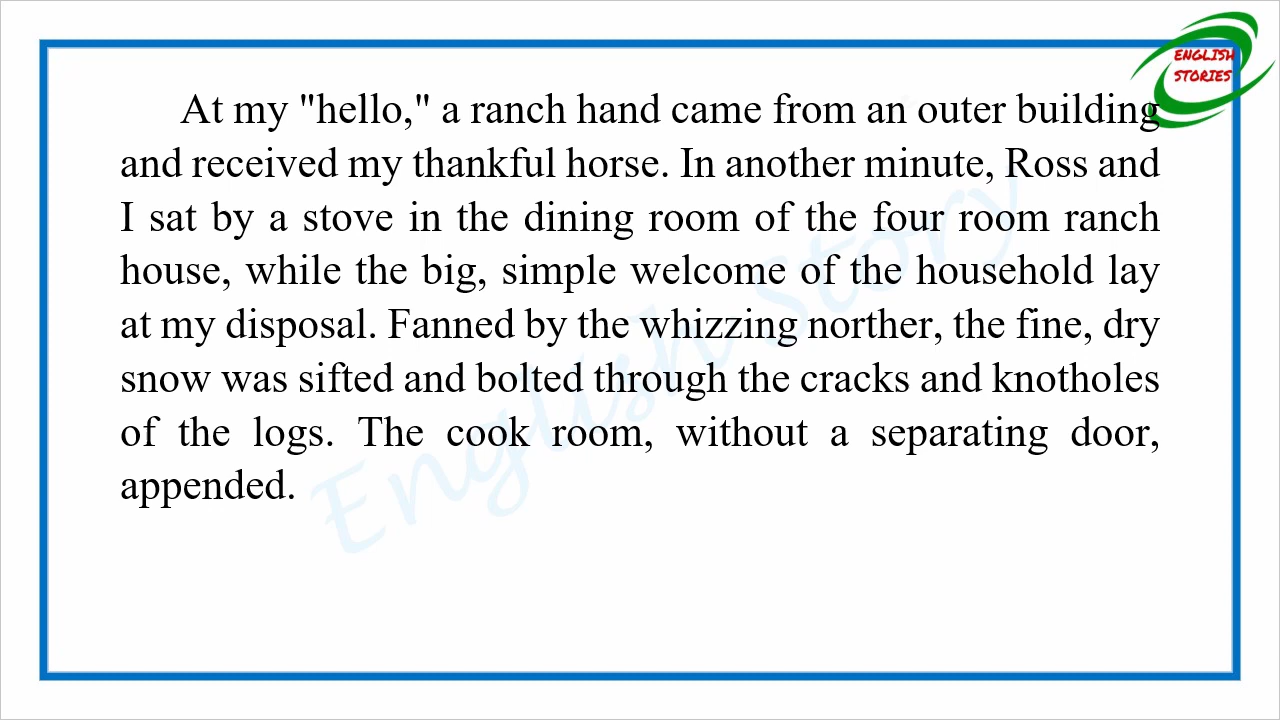 ENGLISH
STORIES
At my "hello," a ranch hand came from an outer building
and received my thankful horse. In another minute, Ross and
I sat by a stove in the dining room of the four room ranch
house, while the big, simple welcome of the household lay
at my disposal. Fanned by the whizzing norther, the fine, dry
snow was sifted and bolted through the cracks and knotholes
of the logs. The cook room, without a separating door,
appended.
English Story